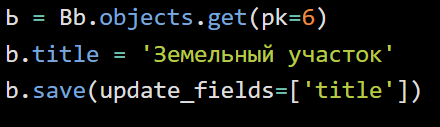 Ь = Bb.objects.get(pk=6)
b.title = 'Земельный участок'
b.save(update_fields=['title'])